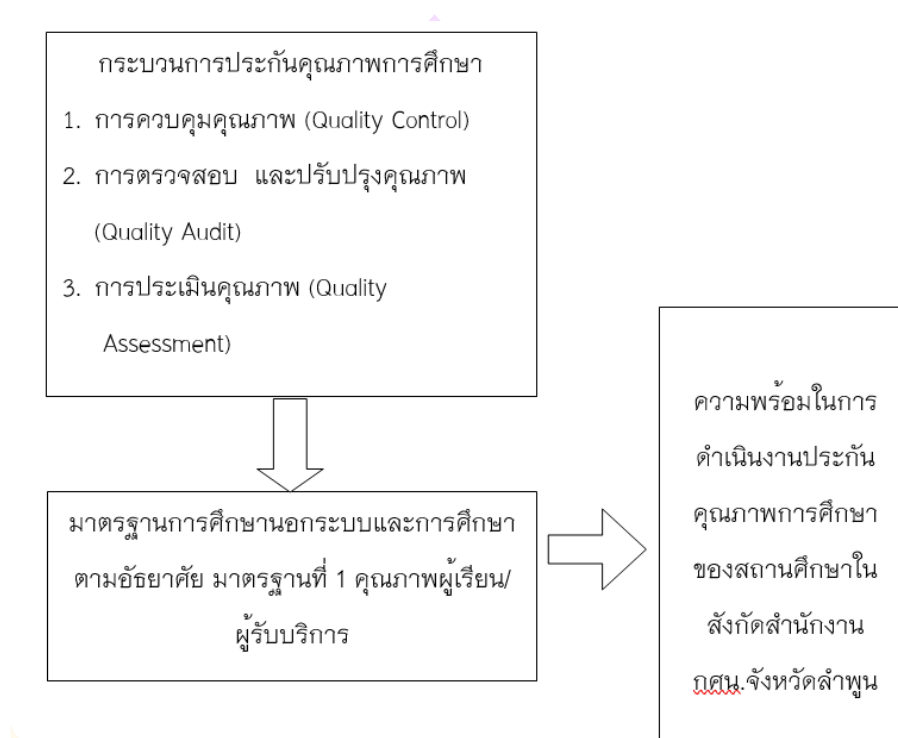 กระบวนการประกันคุณภาพการศึกษา
1. การควบคุมคุณภาพ (Quality Control)
2. การตรวจสอบ และปรับปรุงคุณภาพ
(Quality Audit)
3. การประเมินคุณภาพ (Quality
Assessment)
มาตรฐานการศึกษานอกระบบและการศึกษา
ตามอัธยาศัย มาตรฐานที่ 1 คุณภาพผู้เรียน/
ผู้รับบริการ
ความพร้อมในการ
ดำเนินงานประกัน
คุณภาพการศึกษา
ของสถานศึกษาใน
สังกัดสำนักงาน
กศน.จังหวัดลำพูน